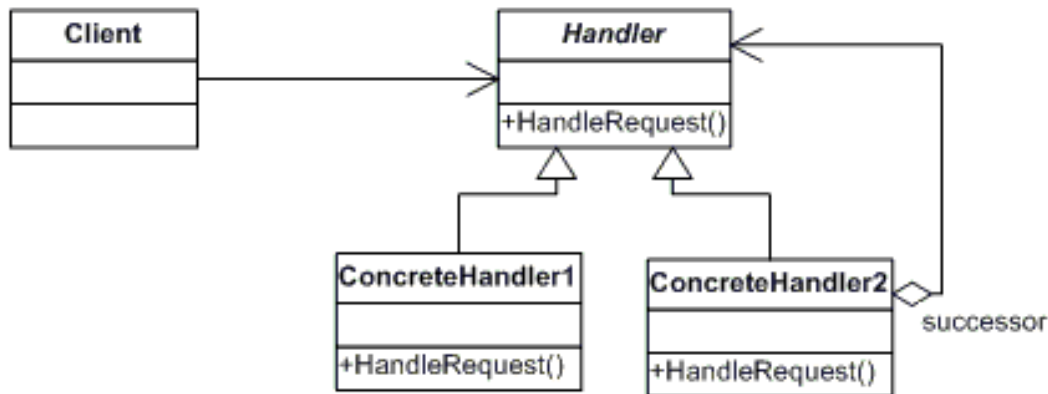 Client
Handler
+HandleRequest()
ConcreteHandler1
+HandleRequest()
ConcreteHandler2
successor
+HandleRequest()